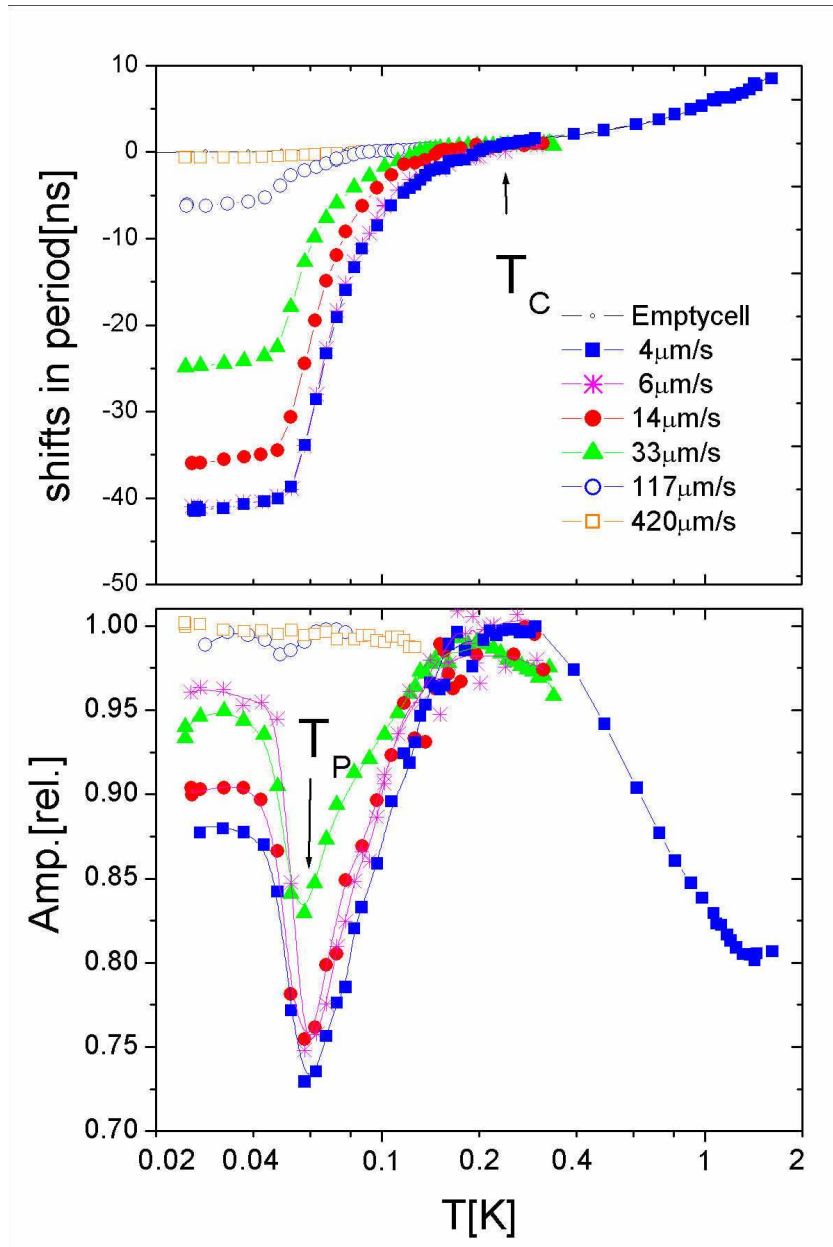 10
0
-10
-20
-30
-40
-50
shifts in period[ns]
T_C
Emptycell
4μm/s
6μm/s
14μm/s
33μm/s
117μm/s
420μm/s
1.00
0.95
0.90
0.85
0.80
0.75
0.70
Amp.[rel.]
T_P
0.02 0.04 0.1 0.2 0.4 1 2
T[K]